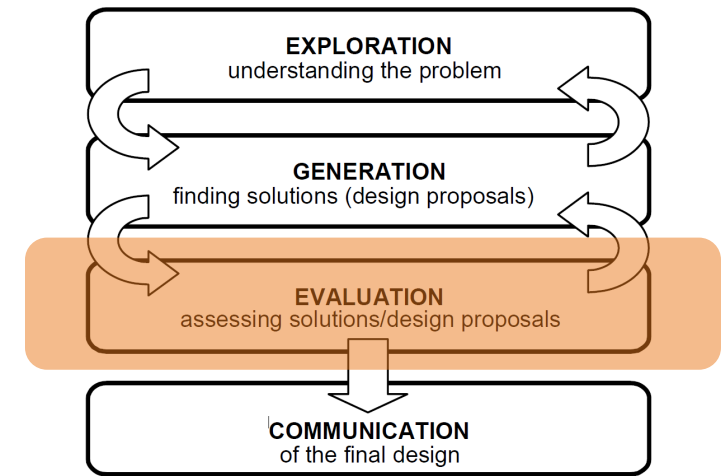 EXPLORATION
understanding the problem
GENERATION
finding solutions (design proposals)
EVALUATION
assessing solutions/design proposals
COMMUNICATION
of the final design